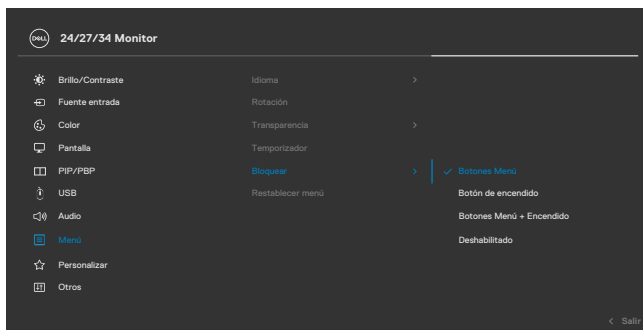 DELL
24/27/34 Monitor
Brillo/Contraste
Fuente entrada
Color
Pantalla
PIP/PBP
USB
Audio
Menú
Personalizar
Otros
Idioma
Rotación
Transparencia
Temporizador
Bloquear
Restablecer menú
Botones Menú
Botón de encendido
Botones Menú + Encendido
Deshabilitado
Salir